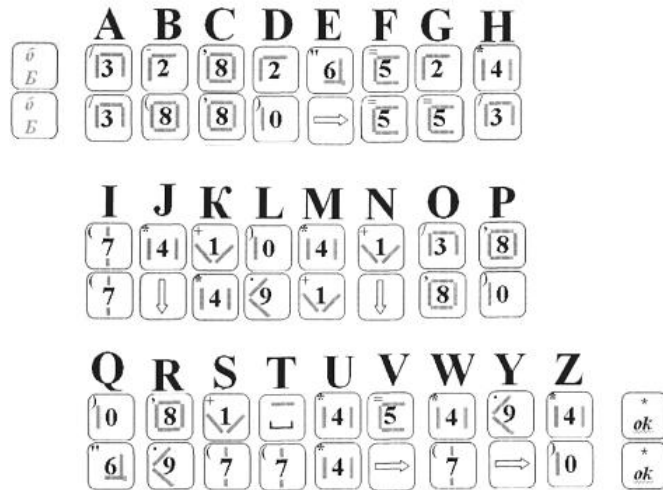 A B C D E F G H
б Б /3 -2 ,8 2 "6 =5 2 *4
б Б /3 (8 ,8 )0 =5 =5 /3
I J K L M N O P
(7 *4 +1 )0 *4 +1 /3 ,8
(7 *4 .9 +1 ,8 )0
Q R S T U V W Y Z
)0 ,8 +1 *4 =5 *4 .9 *4 * ok
"6 .9 (7 (7 *4 (7 )0 * ok